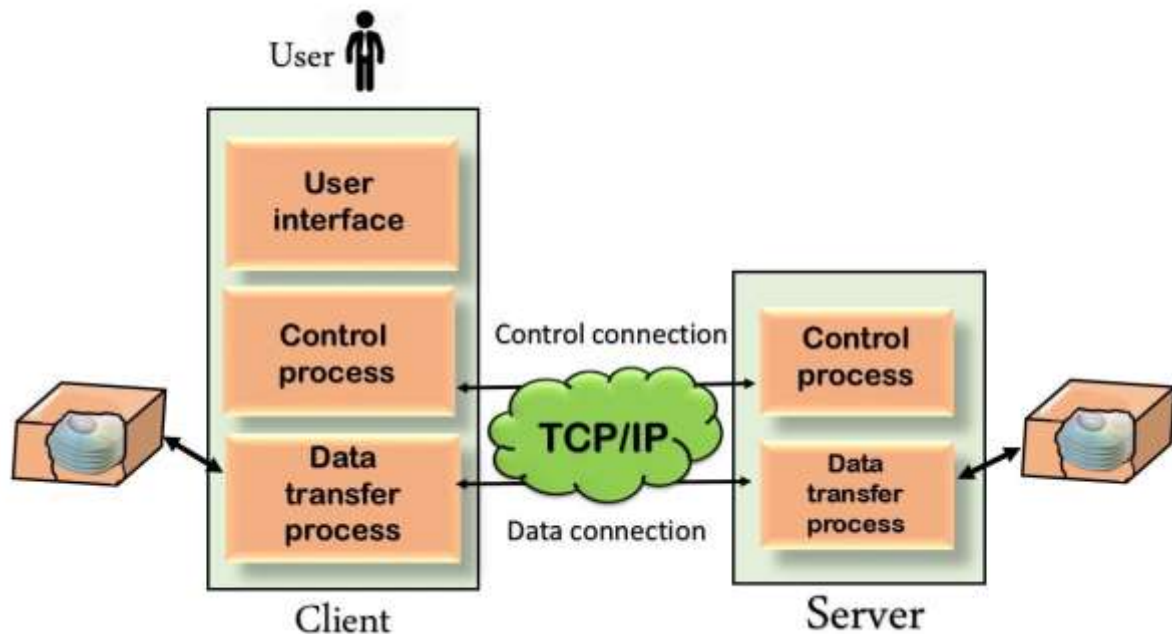 User
User
interface
Control
process
Data
transfer
process
Client
Control connection
TCP/IP
Data connection
Control
process
Data
transfer
process
Server